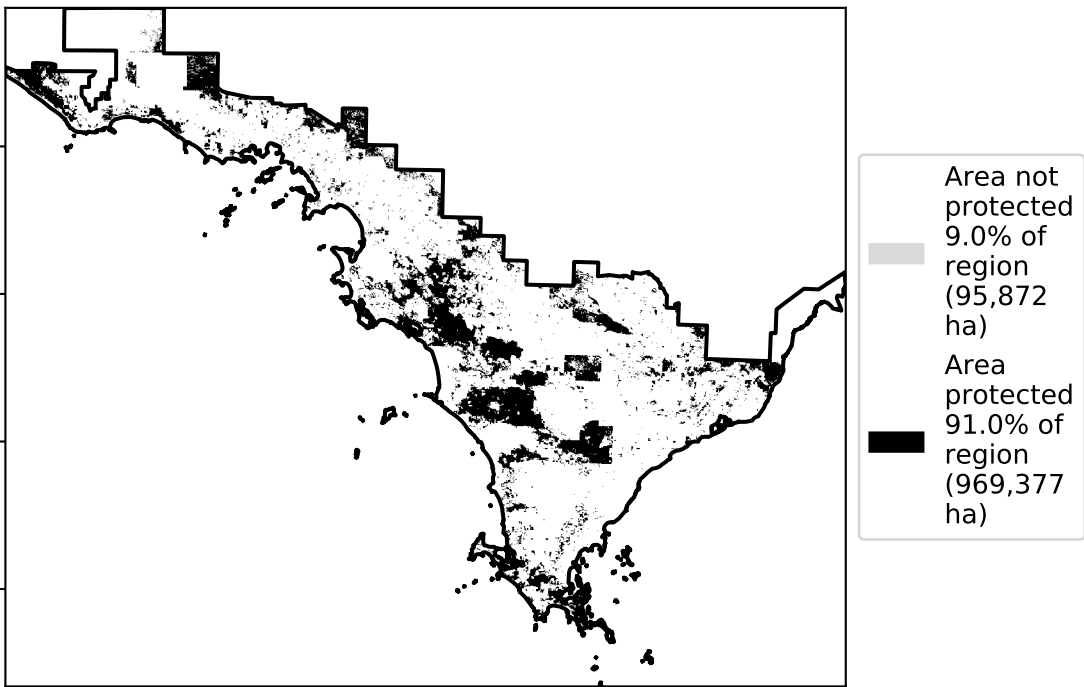 Area not
protected
9.0% of
region
(95,872
ha)
Area
protected
91.0% of
region
(969,377
ha)